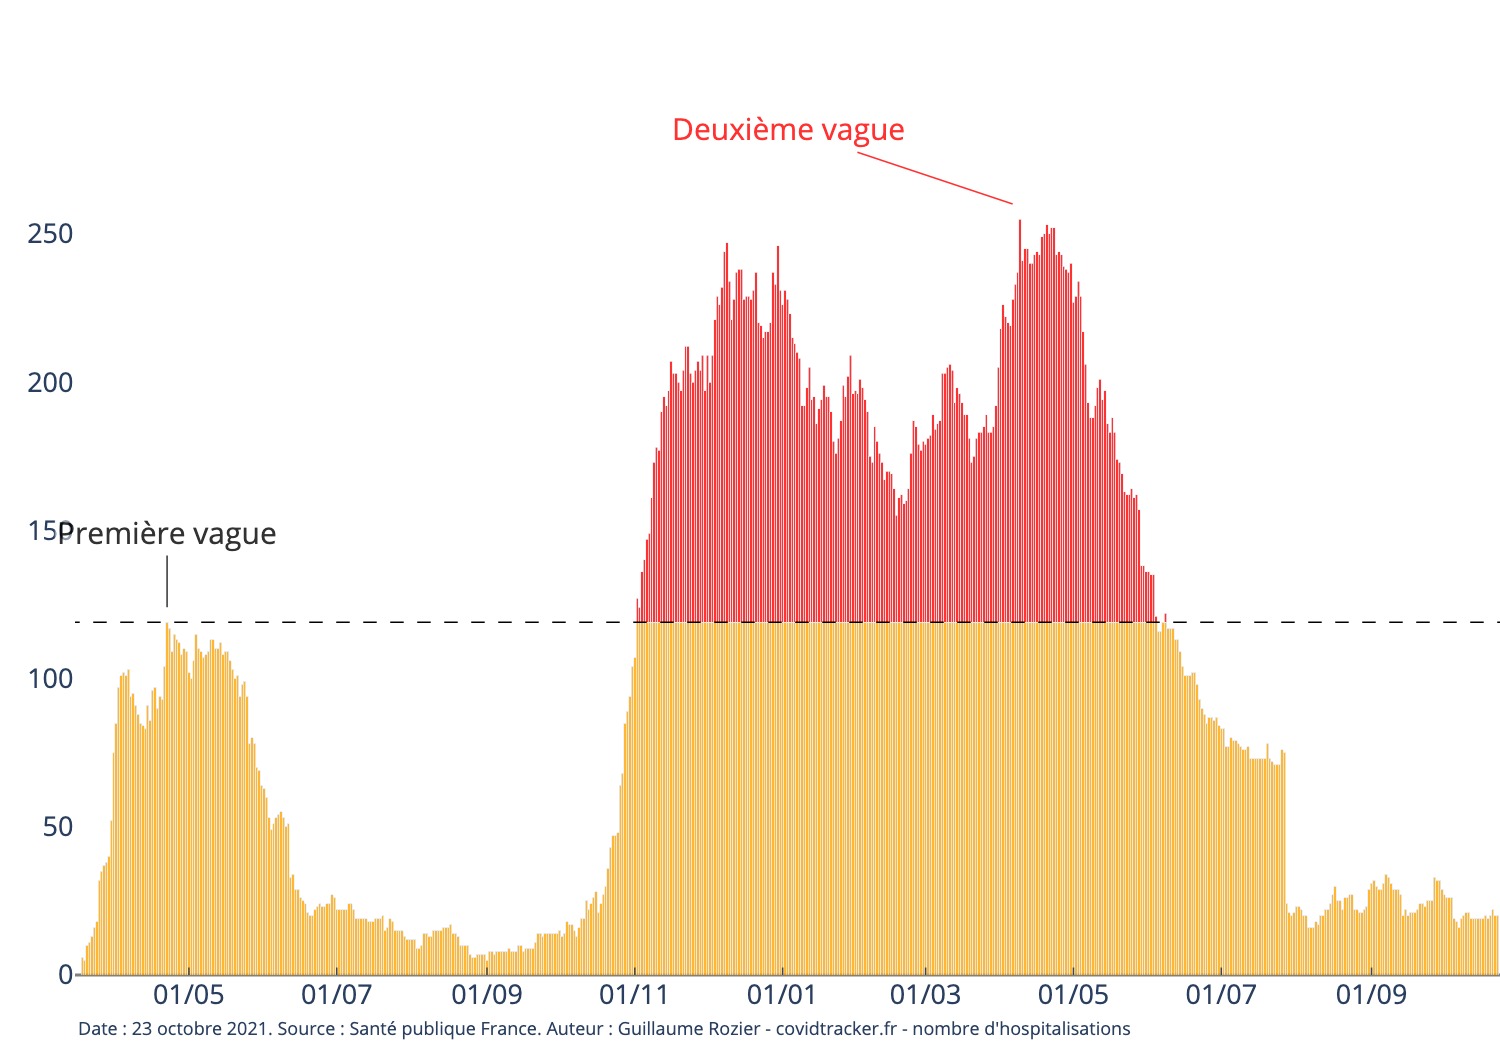 Deuxième vague
250
200
150
Première vague
100
50
0
01/05 01/07 01/09 01/11 01/01 01/03 01/05 01/07 01/09
Date : 23 octobre 2021. Source : Santé publique France. Auteur : Guillaume Rozier - covidtracker.fr - nombre d'hospitalisations